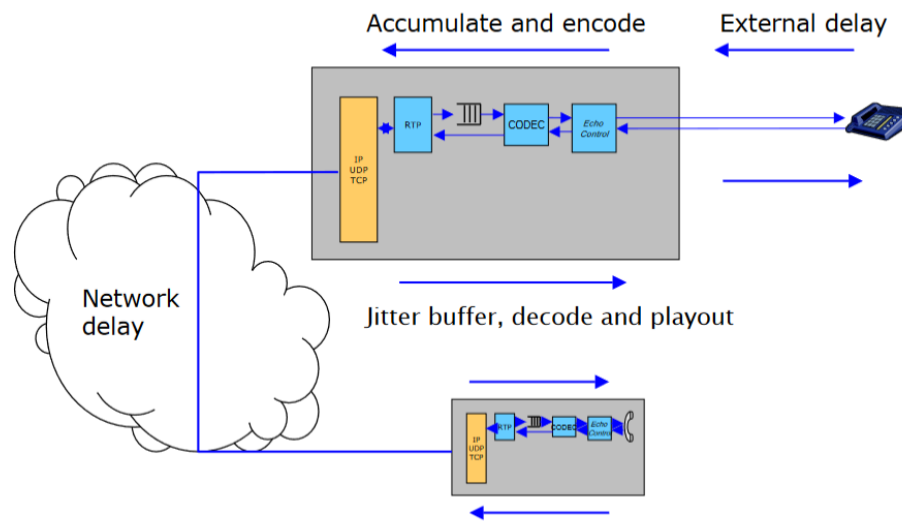 Accumulate and encode
External delay
RTP
CODEC
Echo
Control
IP
UDP
TCP
Network
delay
Jitter buffer, decode and playout
RTP
CODEC
Echo
Control
IP
UDP
TCP